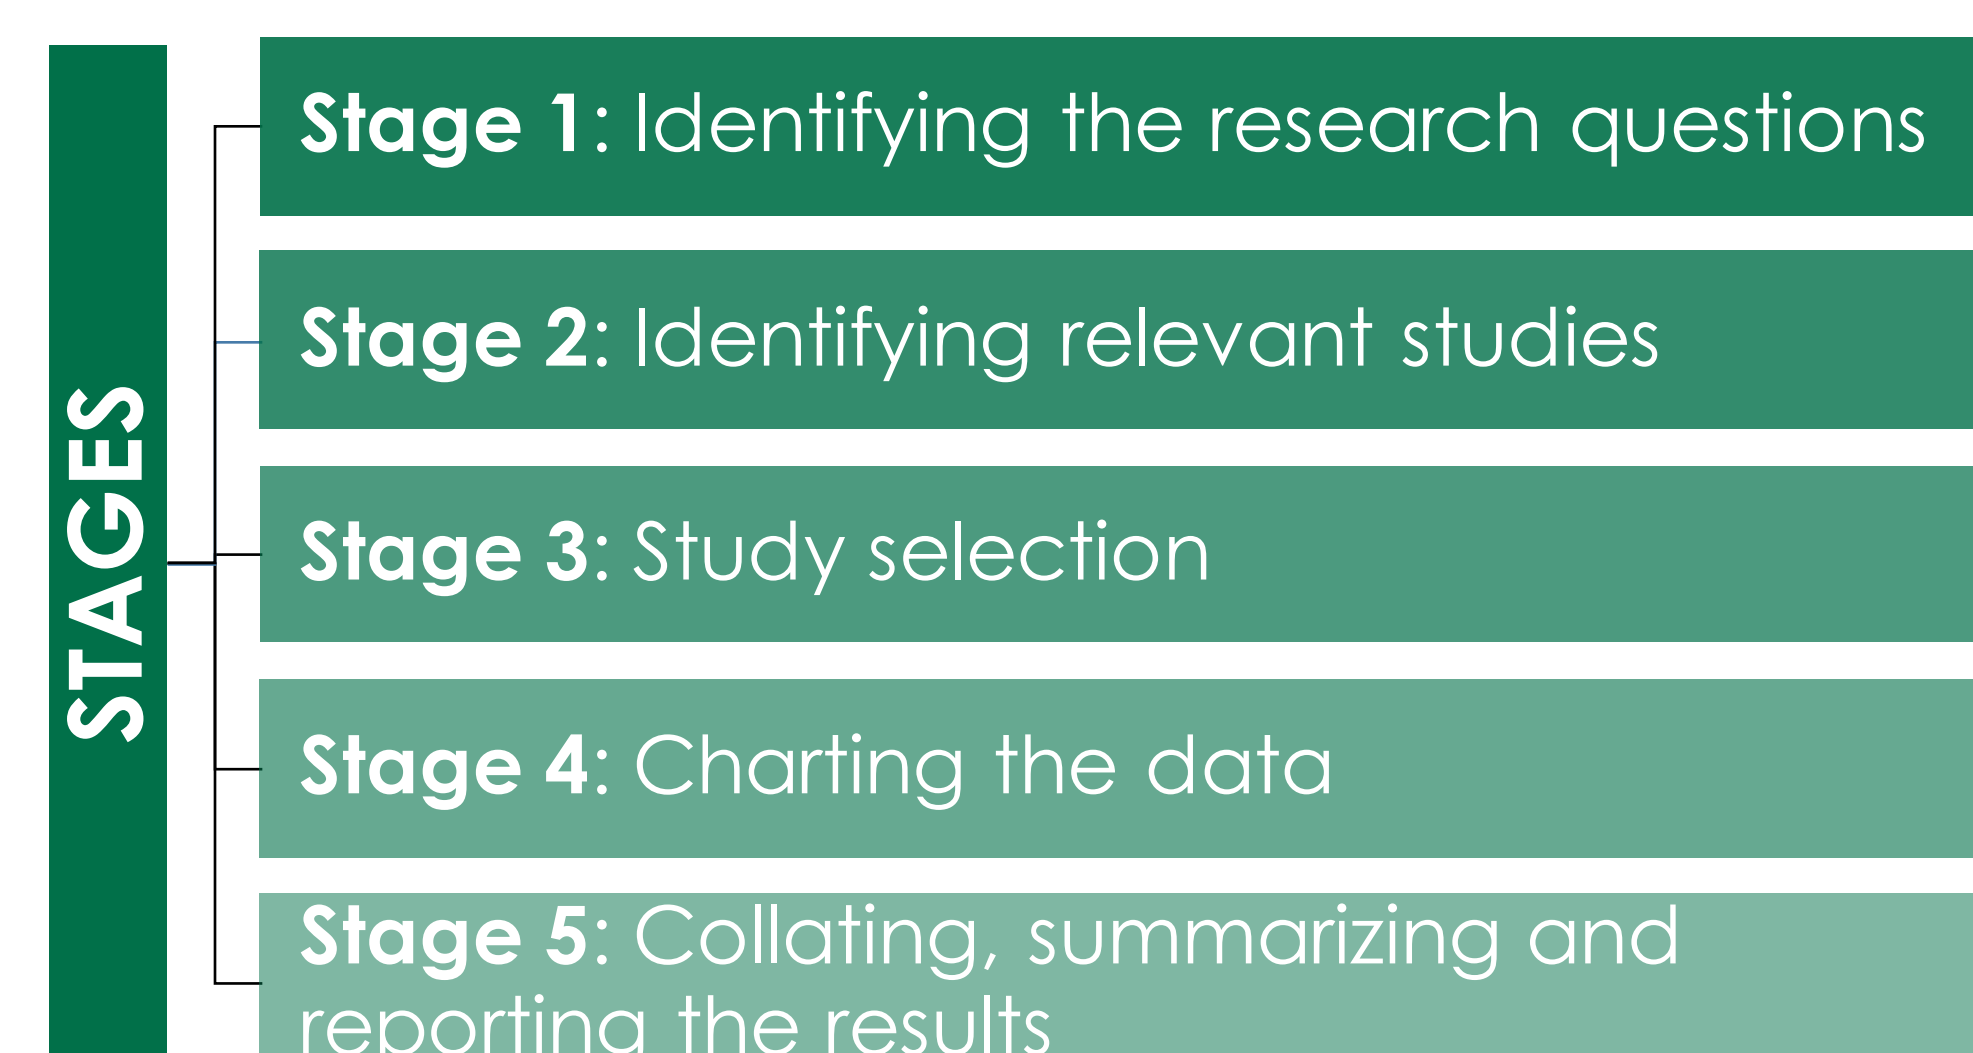 STAGES
Stage 1: Identifying the research questions
Stage 2: Identifying relevant studies
Stage 3: Study selection
Stage 4: Charting the data
Stage 5: Collating, summarizing and
reporting the results